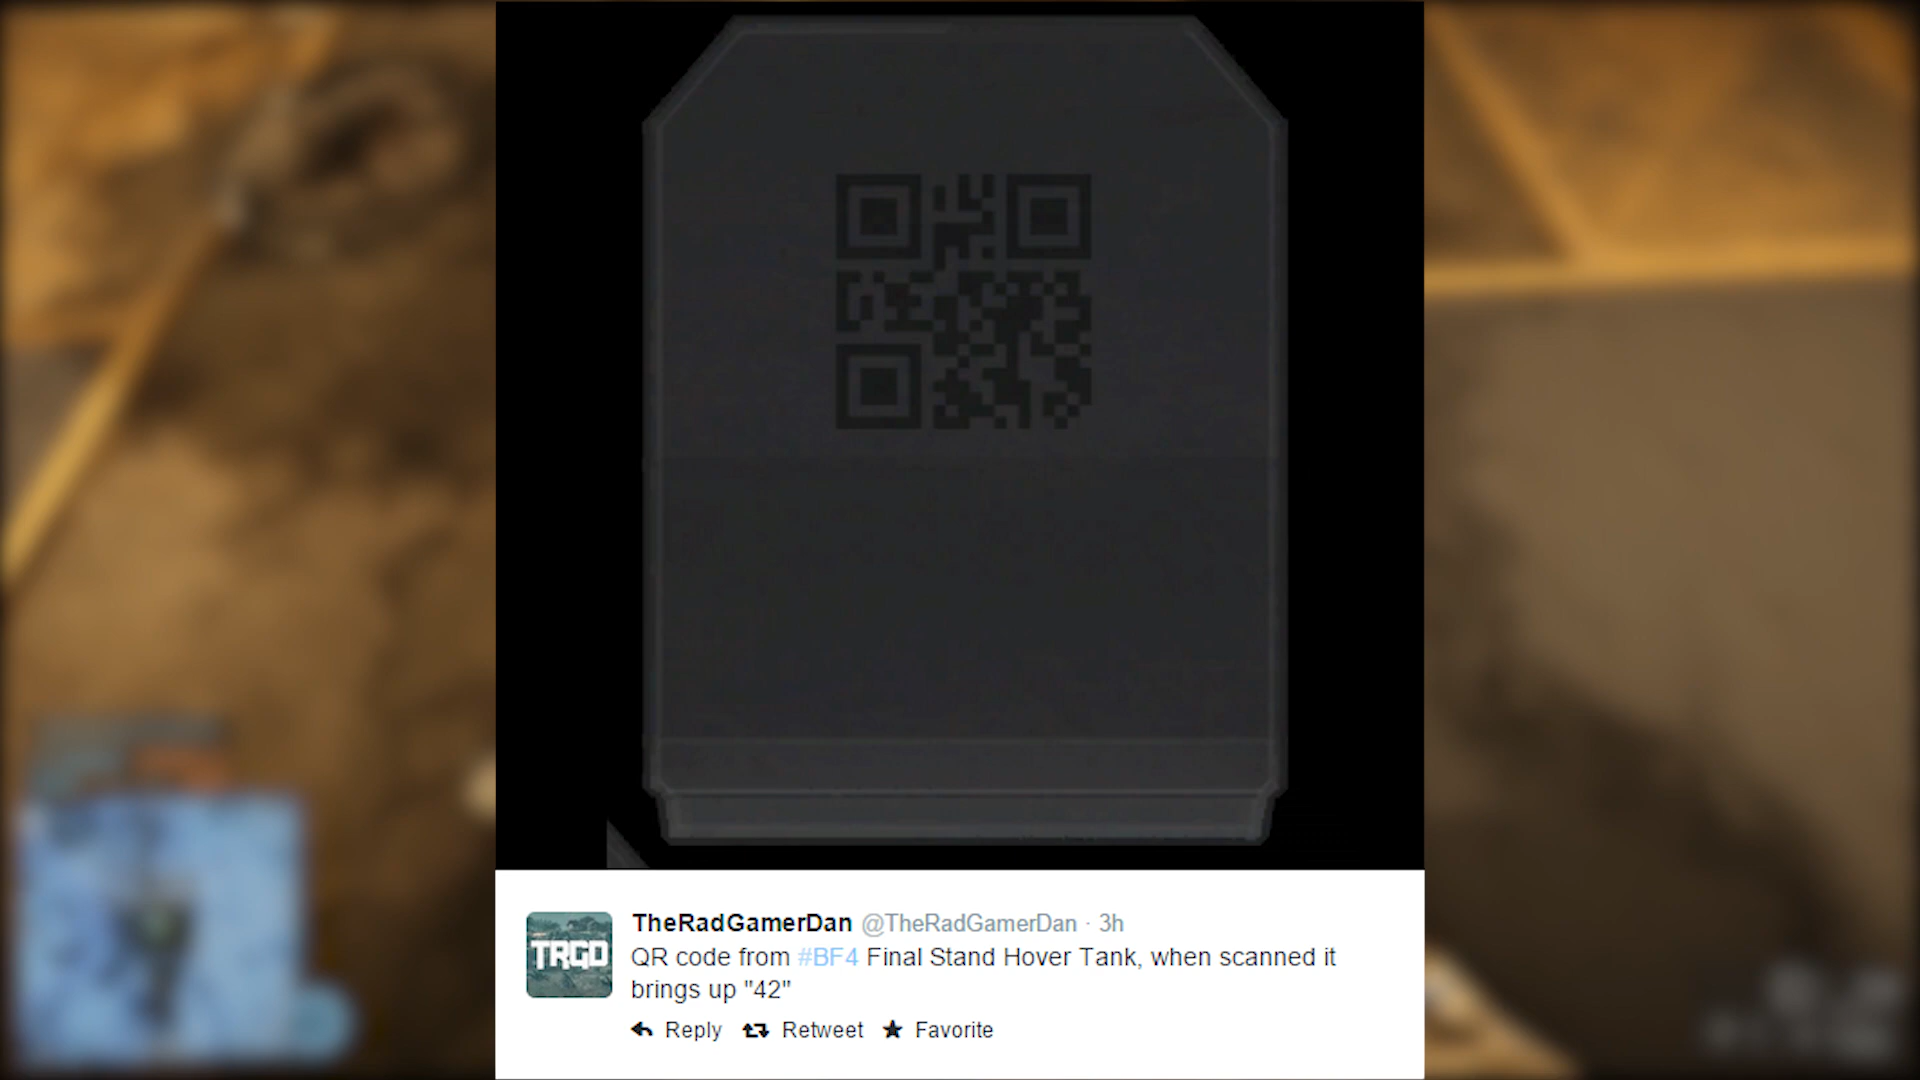 TRGD
TheRadGamerDan @TheRadGamerDan · 3h
QR code from #BF4 Final Stand Hover Tank, when scanned it
brings up "42"
Reply Retweet Favorite